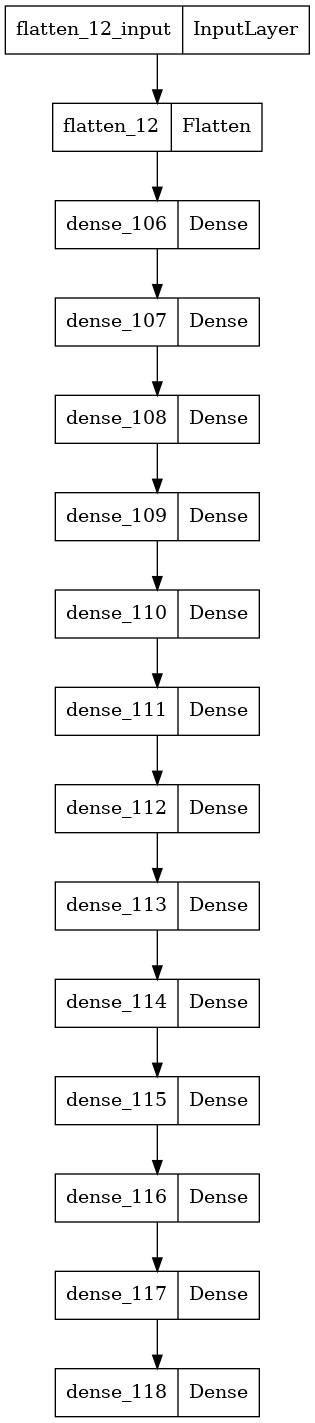 flatten_12_input InputLayer
flatten_12 Flatten
dense_106 Dense
dense_107 Dense
dense_108 Dense
dense_109 Dense
dense_110 Dense
dense_111 Dense
dense_112 Dense
dense_113 Dense
dense_114 Dense
dense_115 Dense
dense_116 Dense
dense_117 Dense
dense_118 Dense